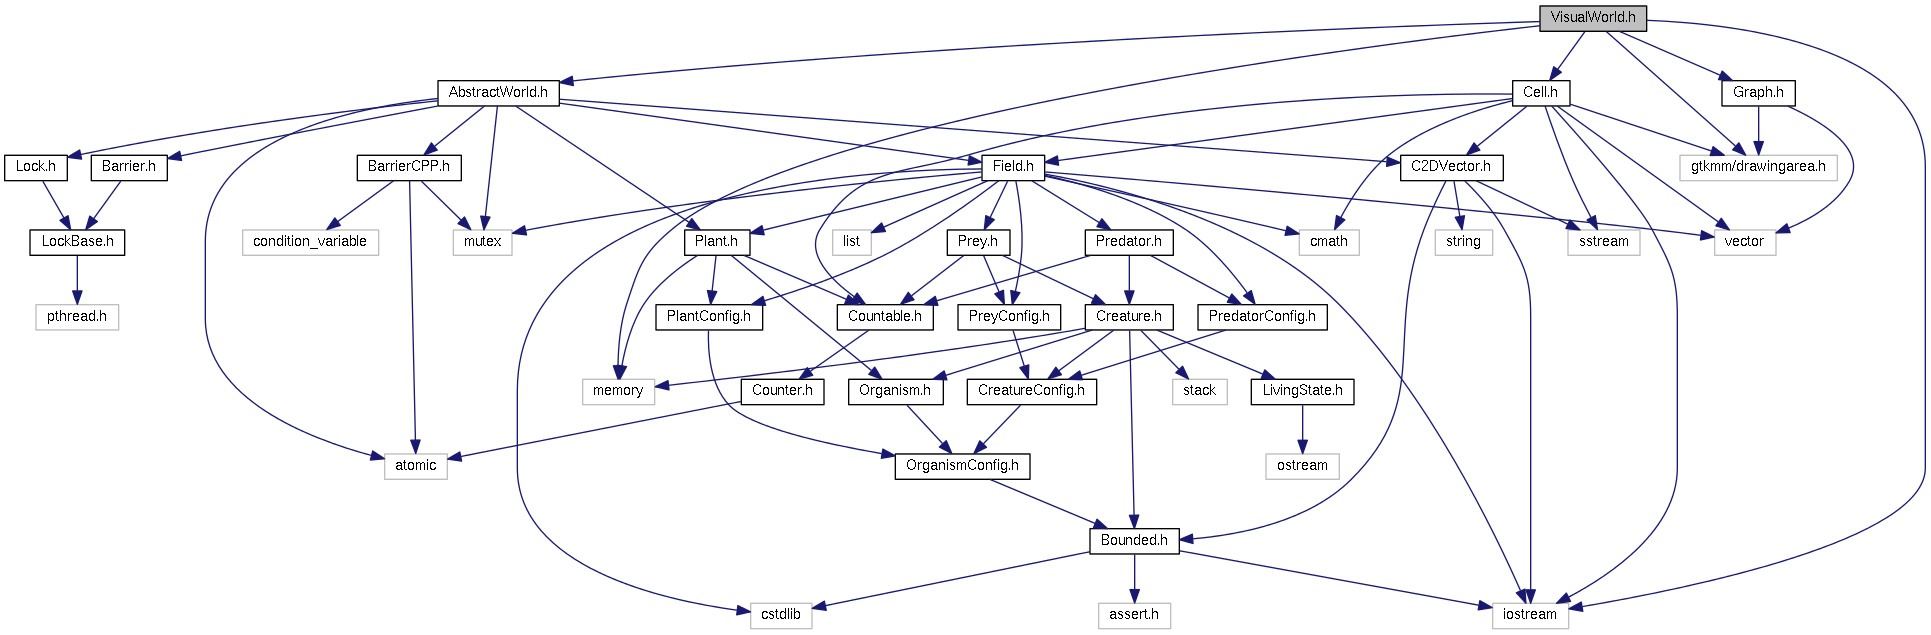 VisualWorld.h
AbstractWorld.h
Cell.h
Graph.h
Lock.h
Barrier.h
BarrierCPP.h
Field.h
C2DVector.h
gtkmm/drawingarea.h
LockBase.h
condition_variable
mutex
Plant.h
list
Prey.h
Predator.h
cmath
string
sstream
vector
pthread.h
PlantConfig.h
Countable.h
PreyConfig.h
Creature.h
PredatorConfig.h
memory
Counter.h
Organism.h
CreatureConfig.h
stack
LivingState.h
atomic
OrganismConfig.h
ostream
Bounded.h
cstdlib
assert.h
iostream